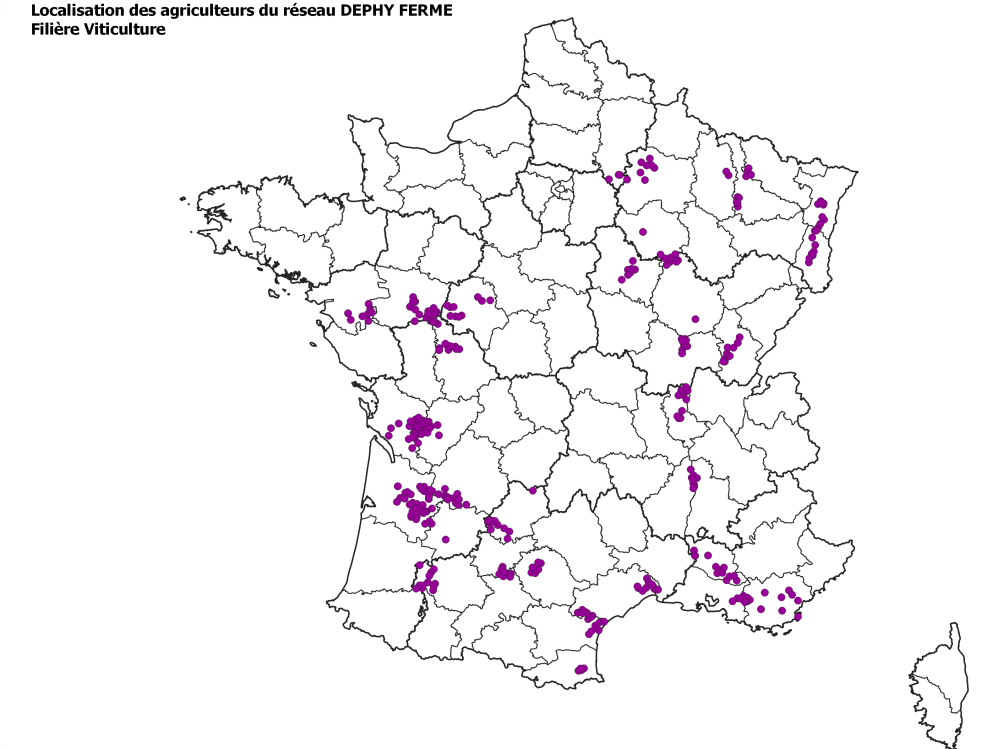 Localisation des agriculteurs du réseau DEPHY FERME
Filière Viticulture